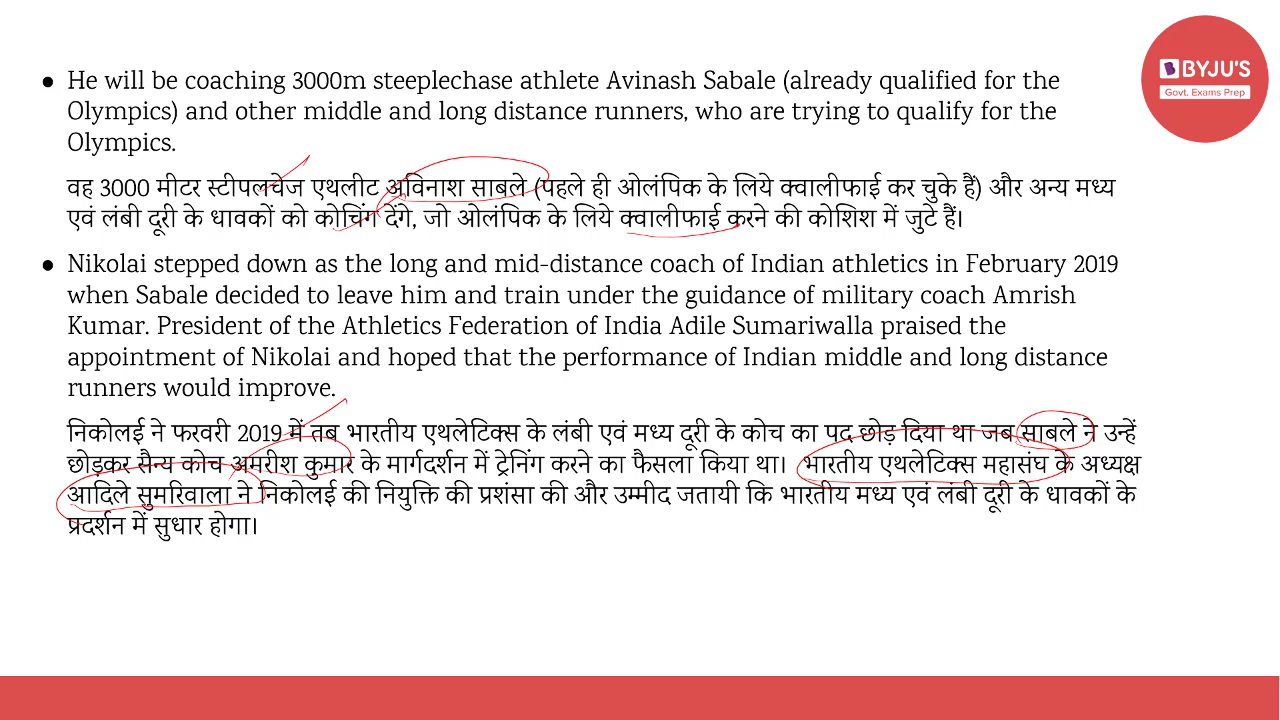 BYJU'S
Govt. Exams Prep
● He will be coaching 3000m steeplechase athlete Avinash Sabale (already qualified for the
Olympics) and other middle and long distance runners, who are trying to qualify for the
Olympics.
वह 3000 मीटर स्टीपलचेज एथलीट अविनाश साबले (पहले ही ओलंपिक के लिये क्वालीफाई कर चुके हैं) और अन्य मध्य
एवं लंबी दूरी के धावकों को कोचिंग देंगे, जो ओलंपिक के लिये क्वालीफाई करने की कोशिश में जुटे हैं।
● Nikolai stepped down as the long and mid-distance coach of Indian athletics in February 2019
when Sabale decided to leave him and train under the guidance of military coach Amrish
Kumar. President of the Athletics Federation of India Adile Sumariwalla praised the
appointment of Nikolai and hoped that the performance of Indian middle and long distance
runners would improve.
निकोलई ने फरवरी 2019 में तब भारतीय एथलेटिक्स के लंबी एवं मध्य दूरी के कोच का पद छोड़ दिया था जब साबले ने उन्हें
छोड़कर सैन्य कोच अमरीश कुमार के मार्गदर्शन में ट्रेनिंग करने का फैसला किया था। भारतीय एथलेटिक्स महासंघ के अध्यक्ष
आदिले सुमरिवाला ने निकोलई की नियुक्ति की प्रशंसा की और उम्मीद जतायी कि भारतीय मध्य एवं लंबी दूरी के धावकों के
प्रदर्शन में सुधार होगा।